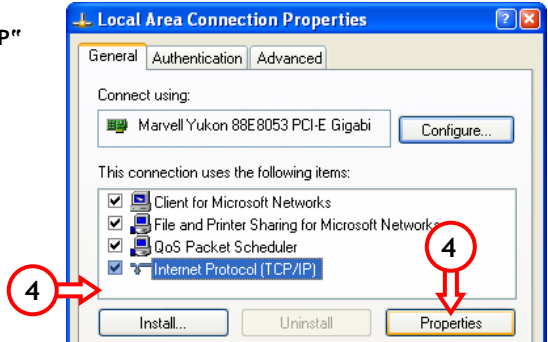 P"
Local Area Connection Properties
General Authentication Advanced
Connect using:
Marvell Yukon 88E8053 PCI-E Gigabi Configure...
This connection uses the following items:
Client for Microsoft Networks
File and Printer Sharing for Microsoft Networks
QoS Packet Scheduler
4
Internet Protocol (TCP/IP)
4
Install... Uninstall Properties